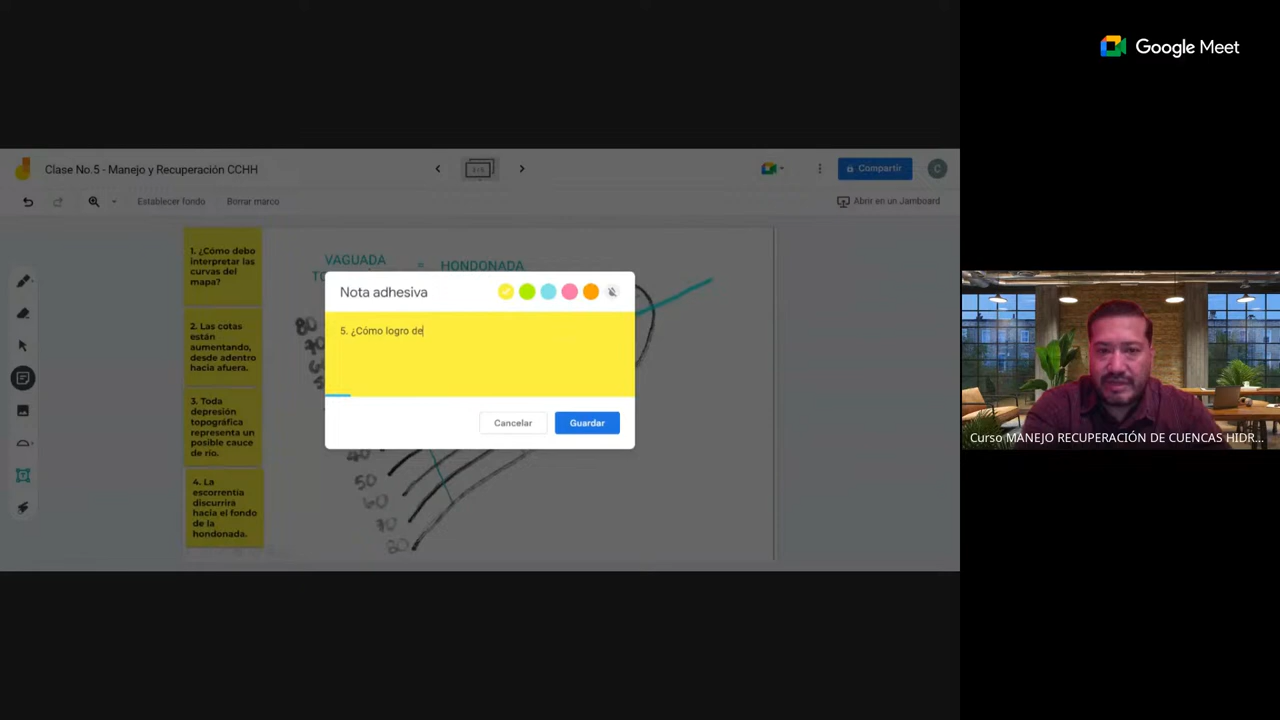 Google Meet
Clase No.5 - Manejo y Recuperación CCHH
Compartir
C
Establecer fondo
Borrar marco
Abrir en un Jamboard
1. ¿Cómo debo
interpretar las
curvas del
mapa?
2. Las cotas
están
aumentando,
desde adentro
hacia afuera.
3. Toda
depresión
topográfica
representa un
posible cauce
de río.
4. La
escorrentía
discurrirá
hacia el fondo
de la
hondonada.
VAGUADA = HONDONADA
80
70
Nota adhesiva
5. ¿Cómo logro de
Cancelar
Guardar
50
60
70
80
Curso MANEJO RECUPERACIÓN DE CUENCAS HIDR...